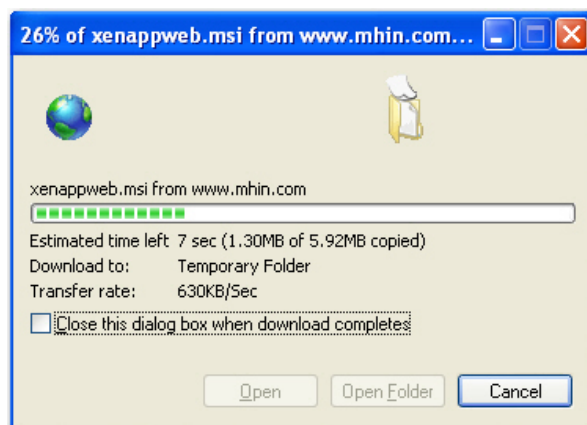 26% of xenappweb.msi from www.mhin.com...
xenappweb.msi from www.mhin.com
Estimated time left 7 sec (1.30MB of 5.92MB copied)
Download to: Temporary Folder
Transfer rate: 630KB/Sec
Close this dialog box when download completes
Open Open Folder Cancel